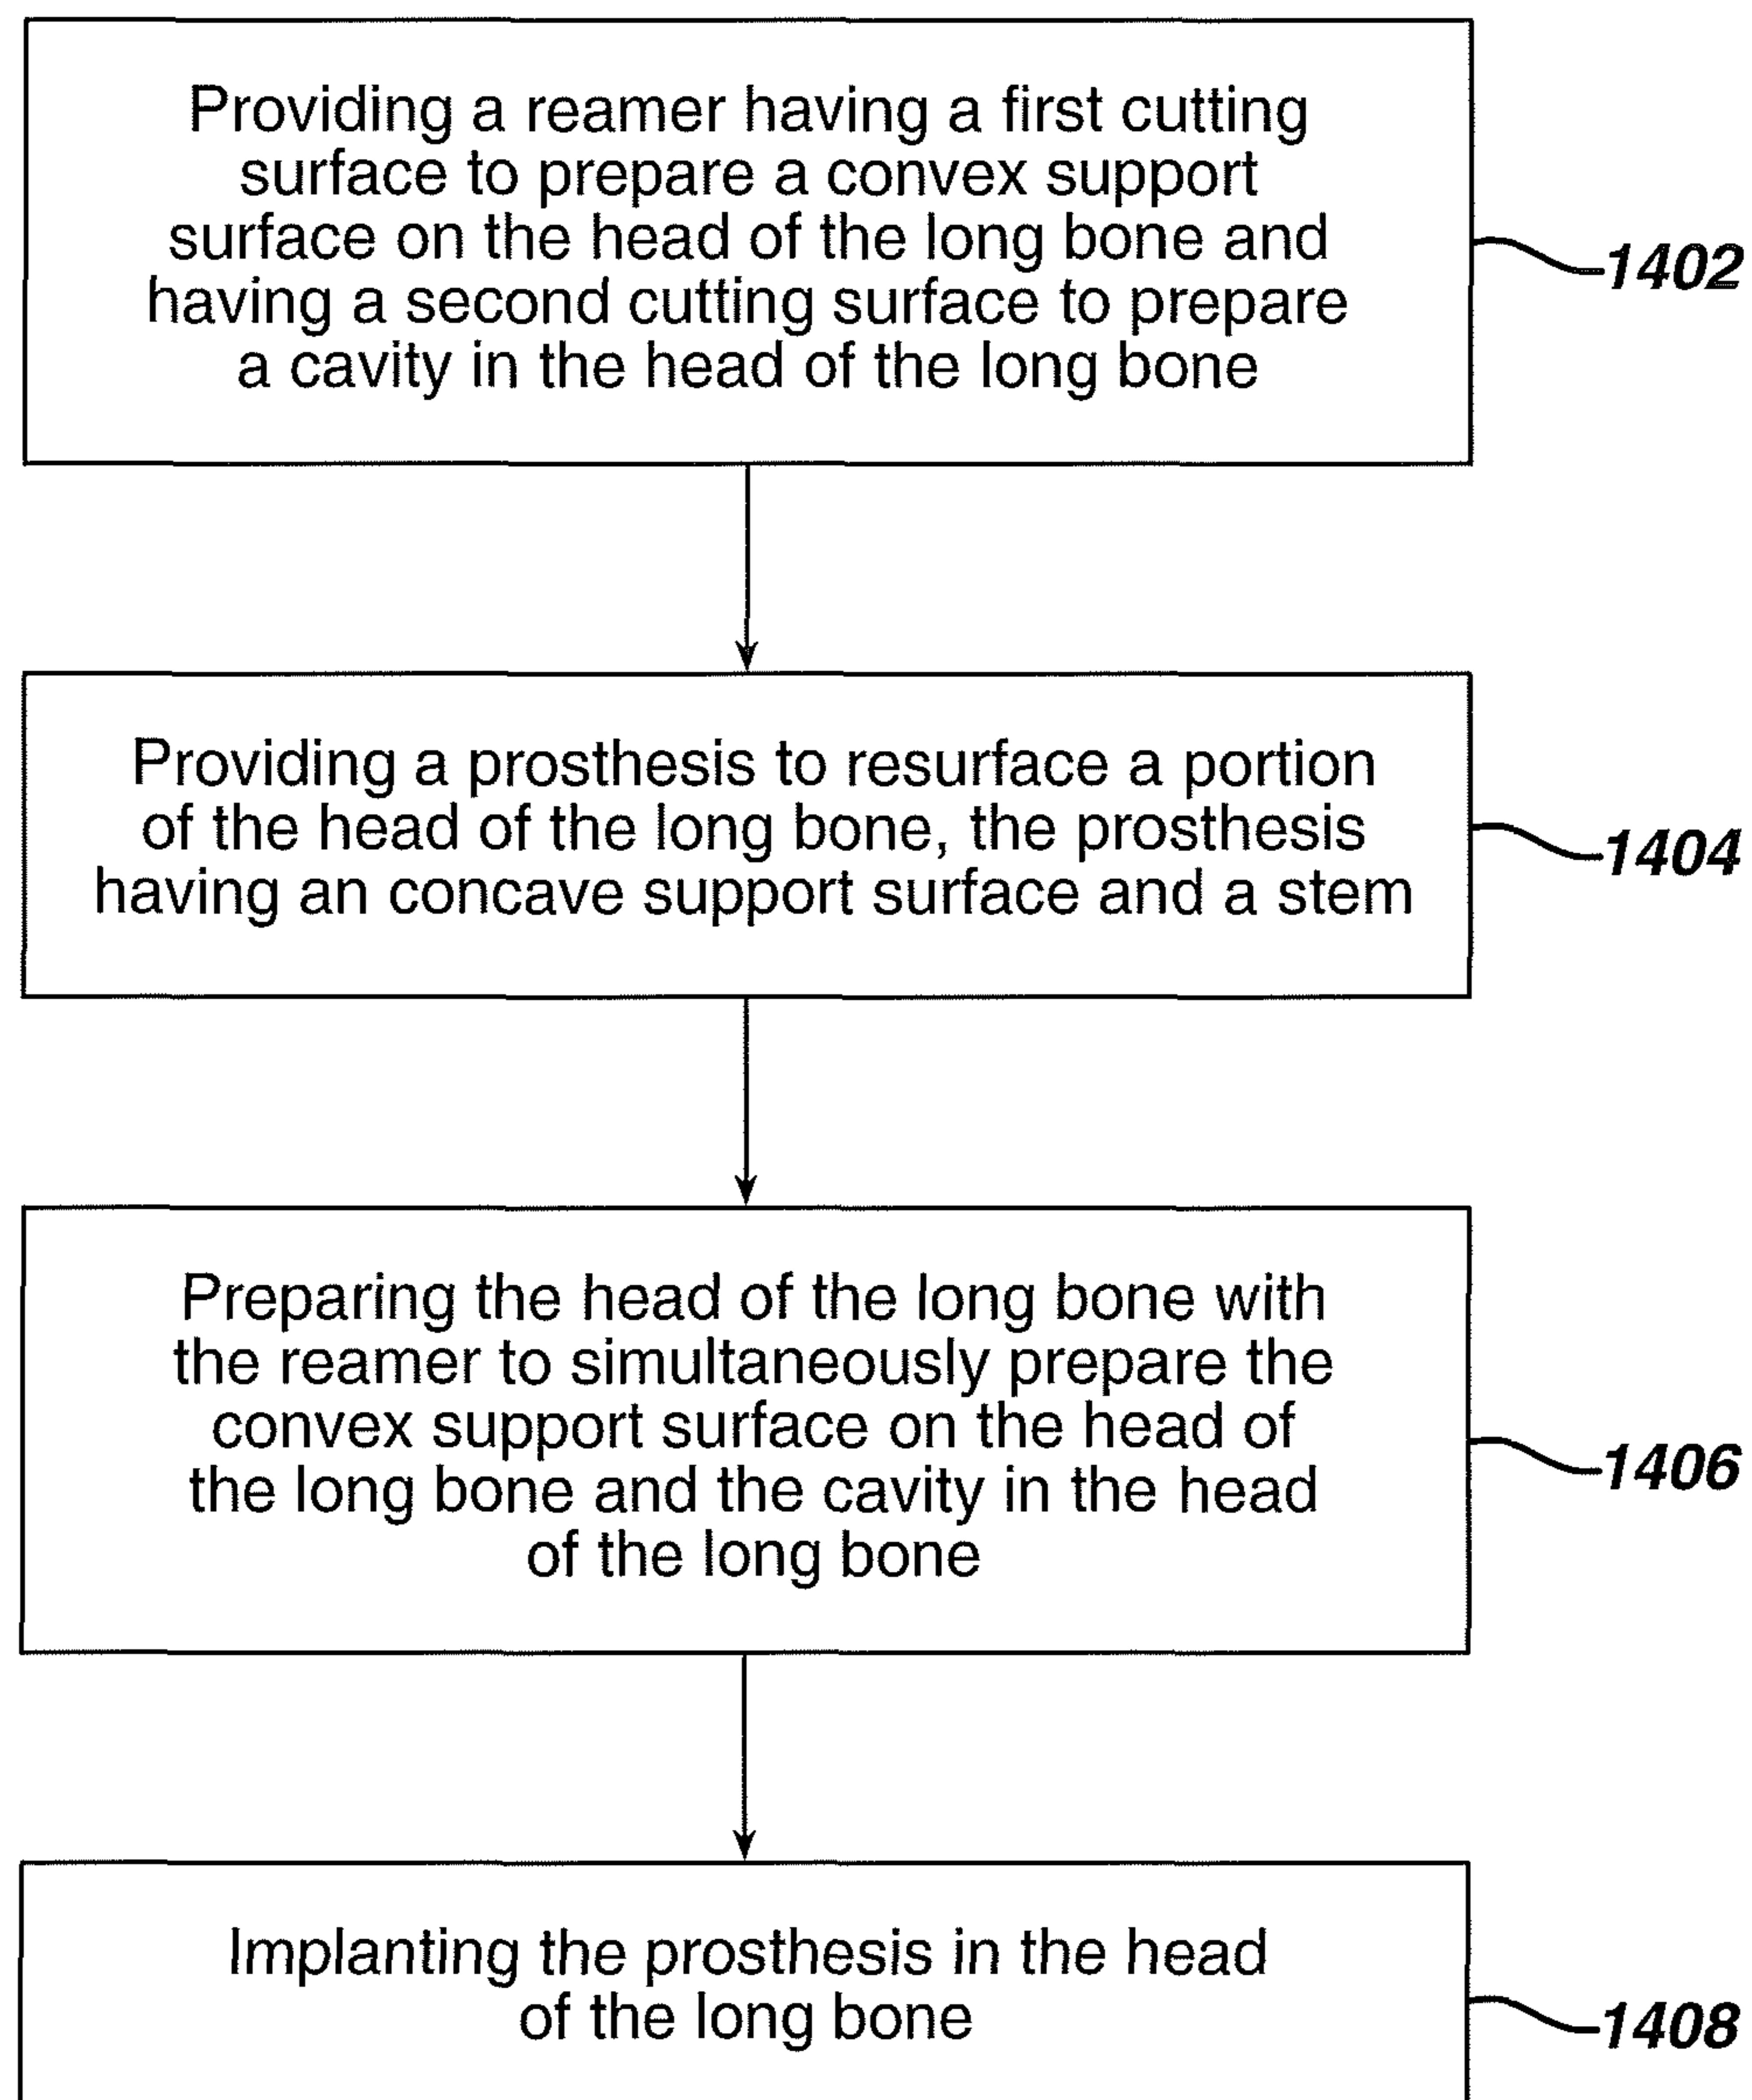 Providing a reamer having a first cutting
surface to prepare a convex support
surface on the head of the long bone and
having a second cutting surface to prepare
a cavity in the head of the long bone
1402
Providing a prosthesis to resurface a portion
of the head of the long bone, the prosthesis
having an concave support surface and a stem
1404
Preparing the head of the long bone with
the reamer to simultaneously prepare the
convex support surface on the head of
the long bone and the cavity in the head
of the long bone
1406
Implanting the prosthesis in the head
of the long bone
1408